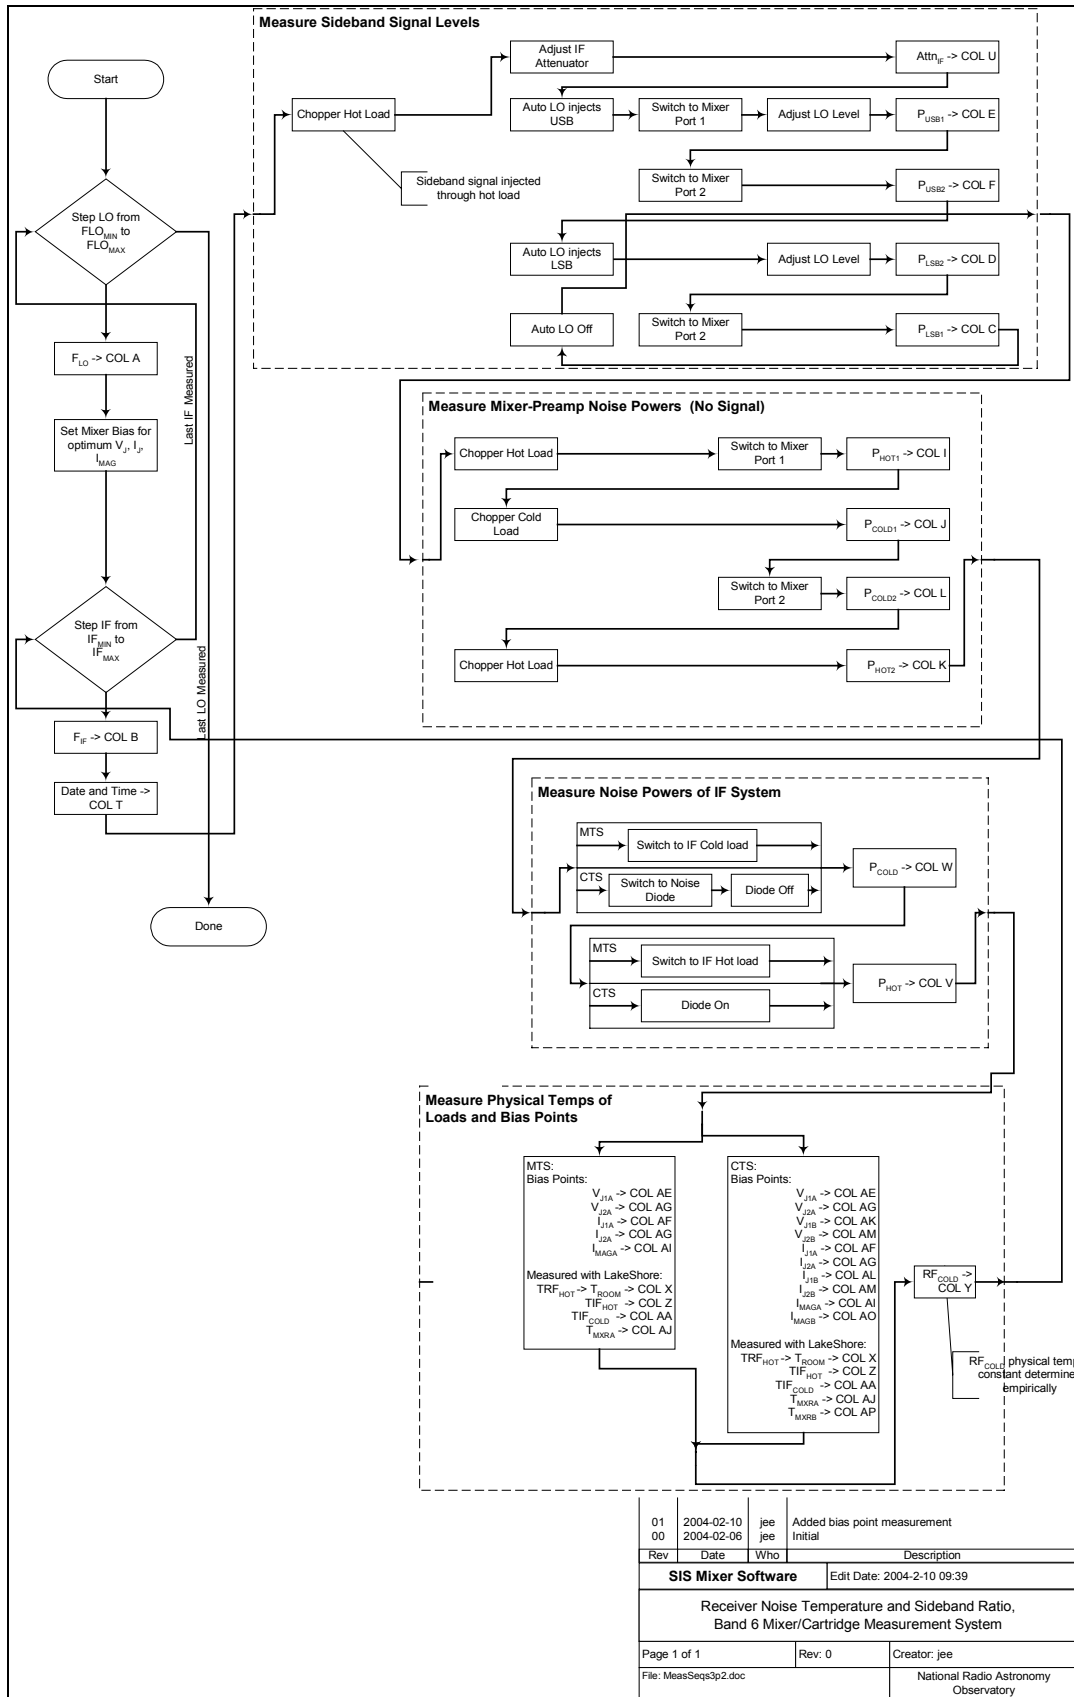 Measure Sideband Signal Levels
Start
Adjust IF
Attenuator
Attn_IF -> COL U
Chopper Hot Load
Auto LO injects
USB
Switch to Mixer
Port 1
Adjust LO Level
P_USB1 -> COL E
Sideband signal injected
through hot load
Switch to Mixer
Port 2
P_USB2 -> COL F
Step LO from
FLO_MIN to
FLO_MAX
Auto LO injects
LSB
Adjust LO Level
P_LSB2 -> COL D
Auto LO Off
Switch to Mixer
Port 2
P_LSB1 -> COL C
F_LO -> COL A
Set Mixer Bias for
optimum V_J, I_J,
I_MAG
Last IF Measured
Measure Mixer-Preamp Noise Powers (No Signal)
Chopper Hot Load
Switch to Mixer
Port 1
P_HOT1 -> COL I
Chopper Cold
Load
P_COLD1 -> COL J
Switch to Mixer
Port 2
P_COLD2 -> COL L
Chopper Hot Load
P_HOT2 -> COL K
Step IF from
IF_MIN to
IF_MAX
Last LO Measured
F_IF -> COL B
Date and Time ->
COL T
Done
Measure Noise Powers of IF System
MTS
Switch to IF Cold load
CTS
Switch to Noise
Diode
Diode Off
P_COLD -> COL W
MTS
Switch to IF Hot load
CTS
Diode On
P_HOT -> COL V
Measure Physical Temps of
Loads and Bias Points
MTS:
Bias Points:
V_J1A -> COL AE
V_J2A -> COL AG
I_J1A -> COL AF
I_J2A -> COL AG
I_MAGA -> COL AI
Measured with LakeShore:
TRF_HOT -> T_ROOM -> COL X
TIF_HOT -> COL Z
TIF_COLD -> COL AA
T_MXRA -> COL AJ
CTS:
Bias Points:
V_J1A -> COL AE
V_J2A -> COL AG
V_J1B -> COL AK
V_J2B -> COL AM
I_J1A -> COL AF
I_J2A -> COL AG
I_J1B -> COL AL
I_J2B -> COL AM
I_MAGA -> COL AI
I_MAGB -> COL AO
Measured with LakeShore:
TRF_HOT -> T_ROOM -> COL X
TIF_HOT -> COL Z
TIF_COLD -> COL AA
T_MXRA -> COL AJ
T_MXRB -> COL AP
RF_COLD ->
COL Y
RF_COLD physical temp
constant determine
empirically
01 2004-02-10 jee Added bias point measurement
00 2004-02-06 jee Initial
Rev Date Who Description
SIS Mixer Software Edit Date: 2004-2-10 09:39
Receiver Noise Temperature and Sideband Ratio,
Band 6 Mixer/Cartridge Measurement System
Page 1 of 1 Rev: 0 Creator: jee
File: MeasSeqs3p2.doc National Radio Astronomy
Observatory